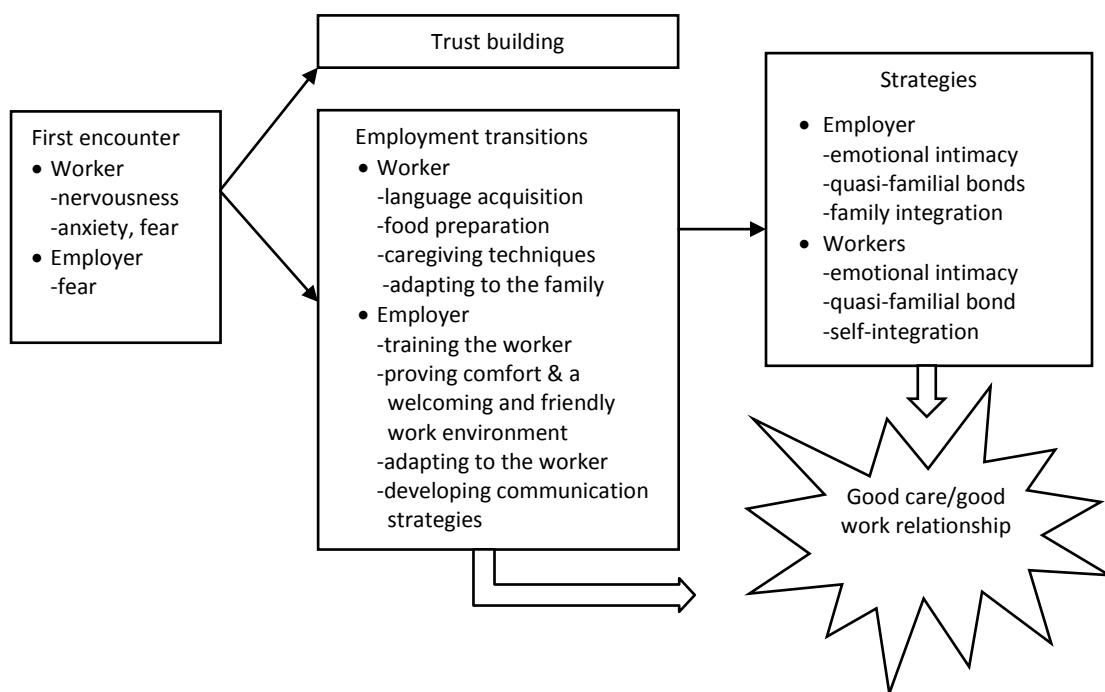 Trust building
First encounter
• Worker
-nervousness
-anxiety, fear
• Employer
-fear
Employment transitions
• Worker
-language acquisition
-food preparation
-caregiving techniques
-adapting to the family
• Employer
-training the worker
-proving comfort & a
welcoming and friendly
work environment
-adapting to the worker
-developing communication
strategies
Strategies
• Employer
-emotional intimacy
-quasi-familial bonds
-family integration
• Workers
-emotional intimacy
-quasi-familial bond
-self-integration
Good care/good
work relationship